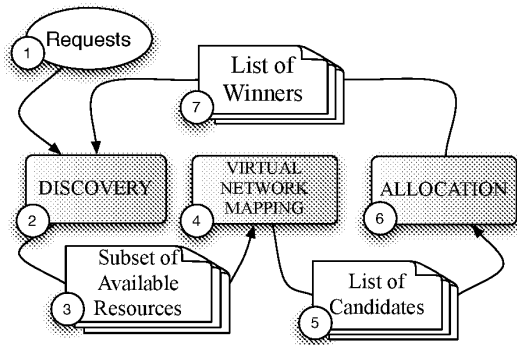 1
Requests
List of
Winners
7
DISCOVERY
2
VIRTUAL
NETWORK
MAPPING
4
ALLOCATION
6
Subset of
Available
Resources
3
List of
Candidates
5